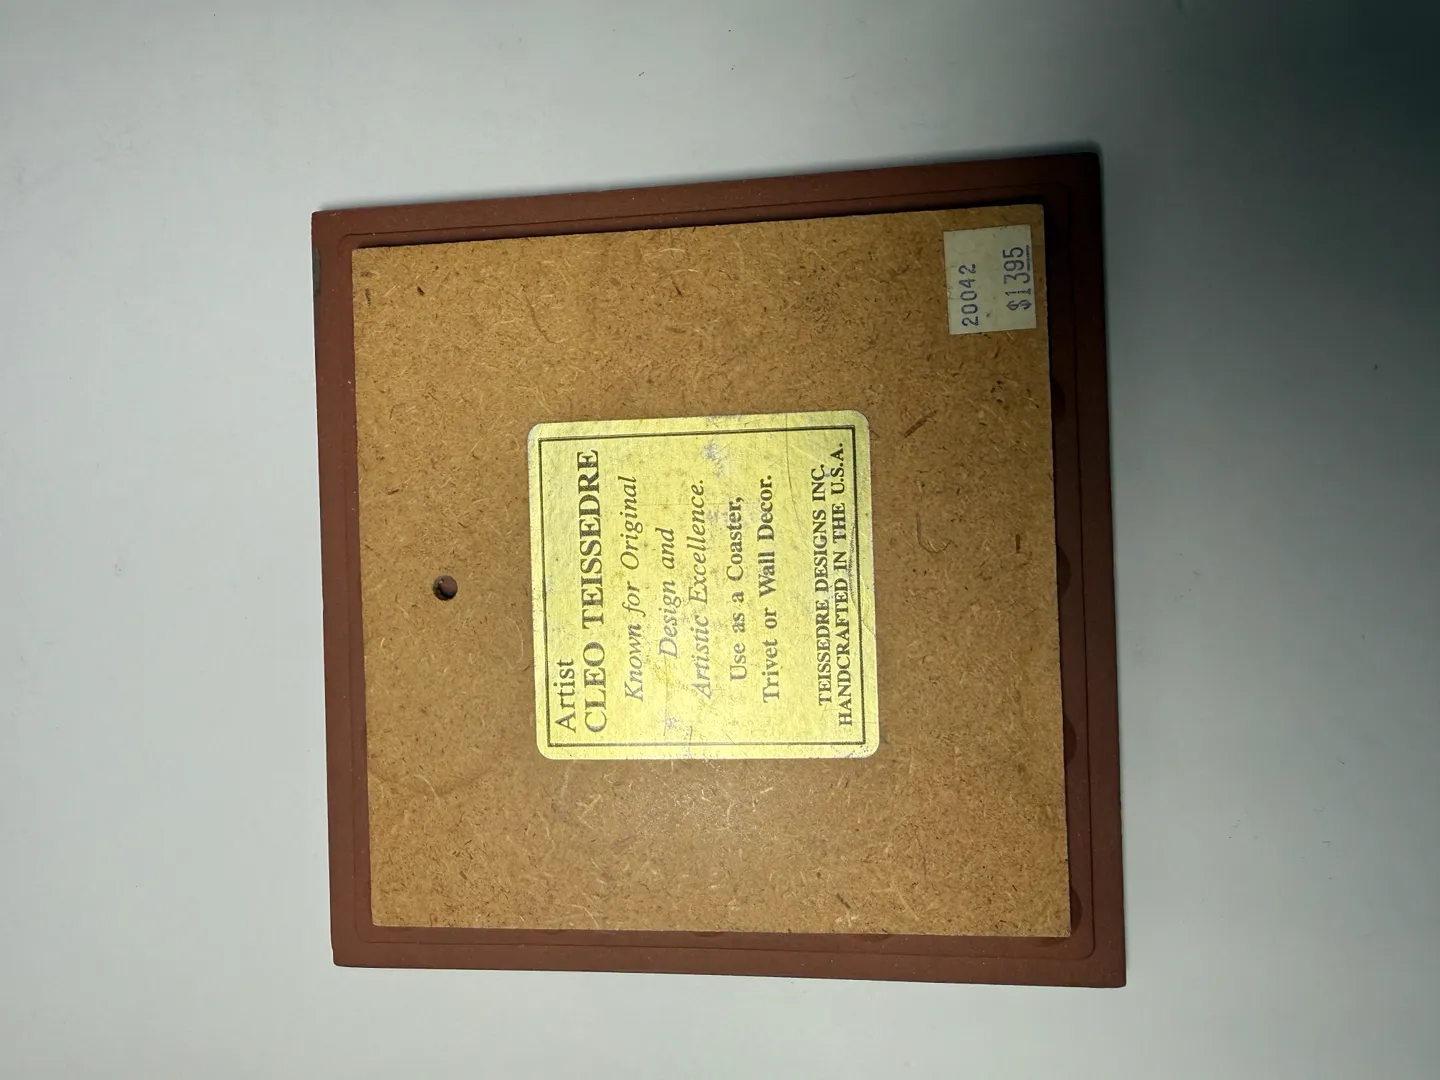 Artist
CLEO TEISSEDRE
Known for Original
Design and
Artistic Excellence.
Use as a Coaster,
Trivet or Wall Decor.
TEISSEDRE DESIGNS INC.
HANDCRAFTED IN THE U.S.A.
20042
$1395